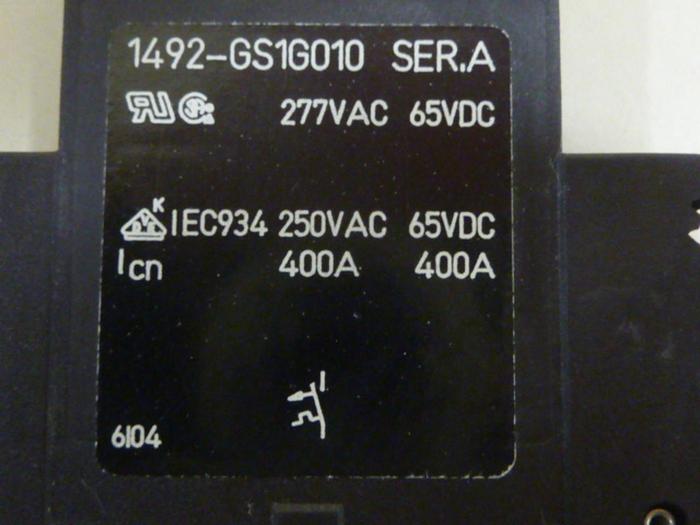 1492-GS1G010 SER.A
277VAC 65VDC
IEC934 250VAC 65VDC
Icn 400A 400A
6I04